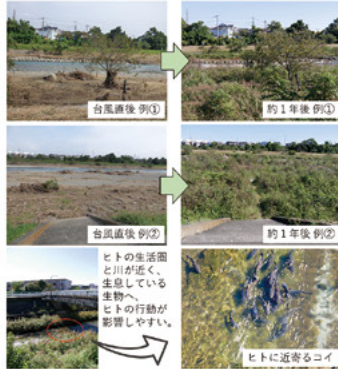 台風直後 例①
約１年後 例①
台風直後 例②
約１年後 例②
ヒトの生活圏
と川が近く、
生息している
生物へ、
ヒトの行動が
影響しやすい。
ヒトに近寄るコイ